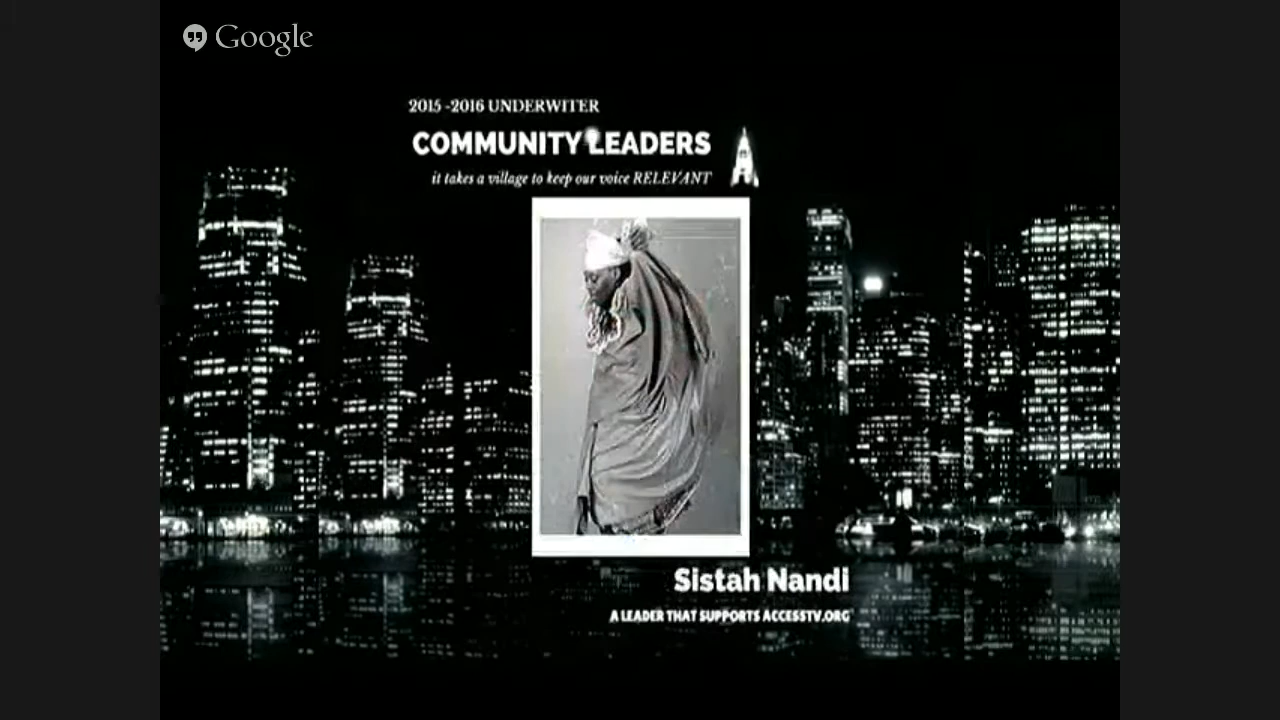 Google
2015 -2016 UNDERWITER
COMMUNITY LEADERS
it takes a village to keep our voice RELEVANT
Sistah Nandi
A LEADER THAT SUPPORTS ACCESSTV.ORG